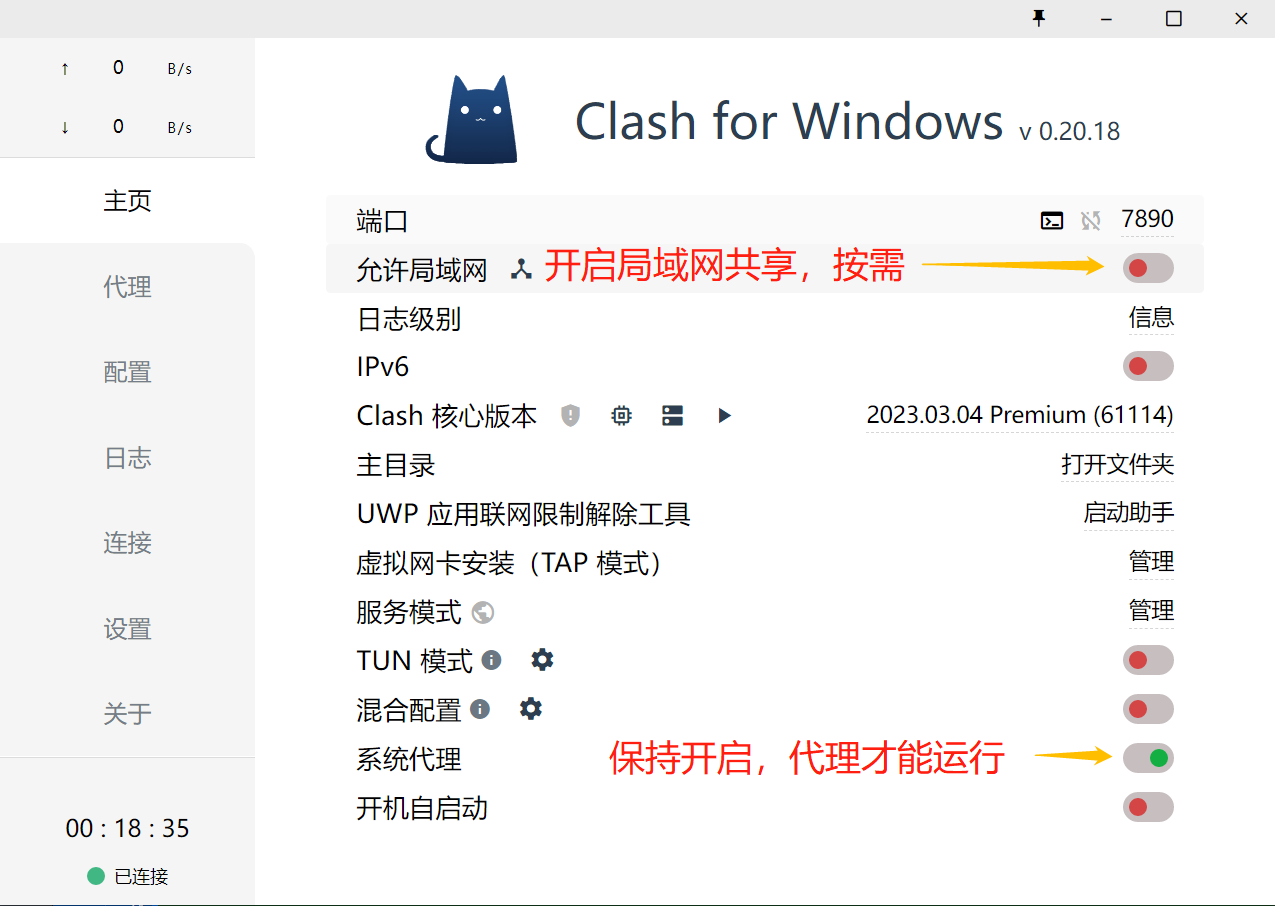 ↑ 0 B/s
↓ 0 B/s
主页
代理
配置
日志
连接
设置
关于
00 : 18 : 35
已连接
Clash for Windows v 0.20.18
端口 7890
允许局域网 开启局域网共享，按需
日志级别 信息
IPv6
Clash 核心版本 2023.03.04 Premium (61114)
主目录 打开文件夹
UWP 应用联网限制解除工具 启动助手
虚拟网卡安装（TAP 模式） 管理
服务模式 管理
TUN 模式
混合配置
系统代理 保持开启，代理才能运行
开机自启动